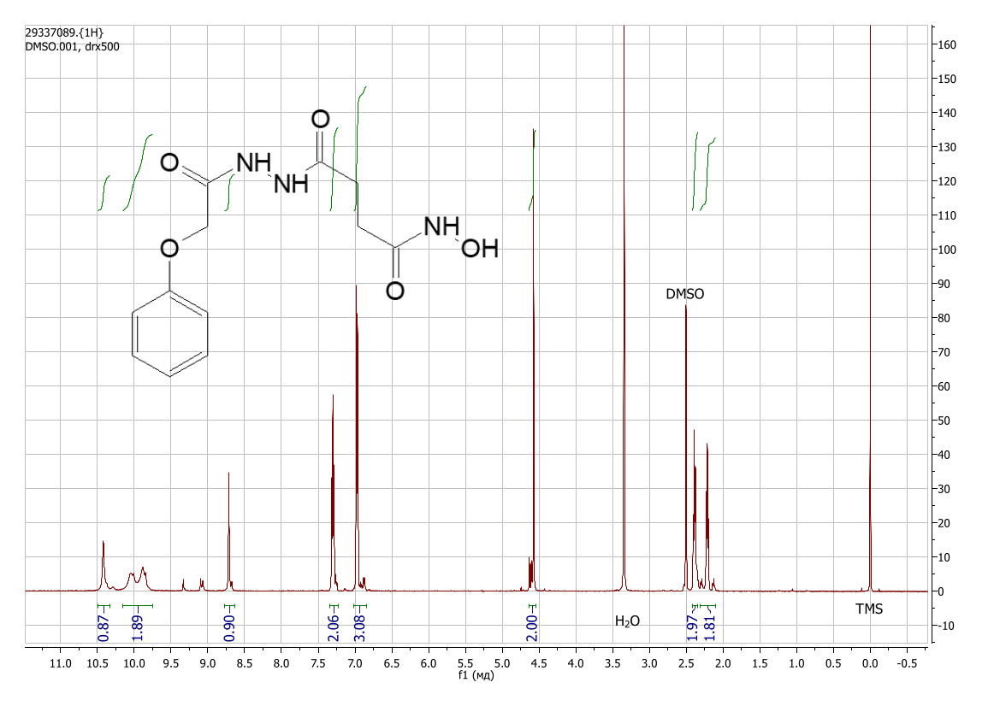 29337089.{1H}
DMSO.001, drx500
160
150
140
130
120
110
100
90
80
70
60
50
40
30
20
10
0
-10
O
O
NH
NH
O
NH
OH
O
DMSO
H₂O
TMS
0.87
1.89
0.90
2.06
3.08
2.00
1.97
1.81
11.0 10.5 10.0 9.5 9.0 8.5 8.0 7.5 7.0 6.5 6.0 5.5 5.0 4.5 4.0 3.5 3.0 2.5 2.0 1.5 1.0 0.5 0.0 -0.5
f1 (мд)